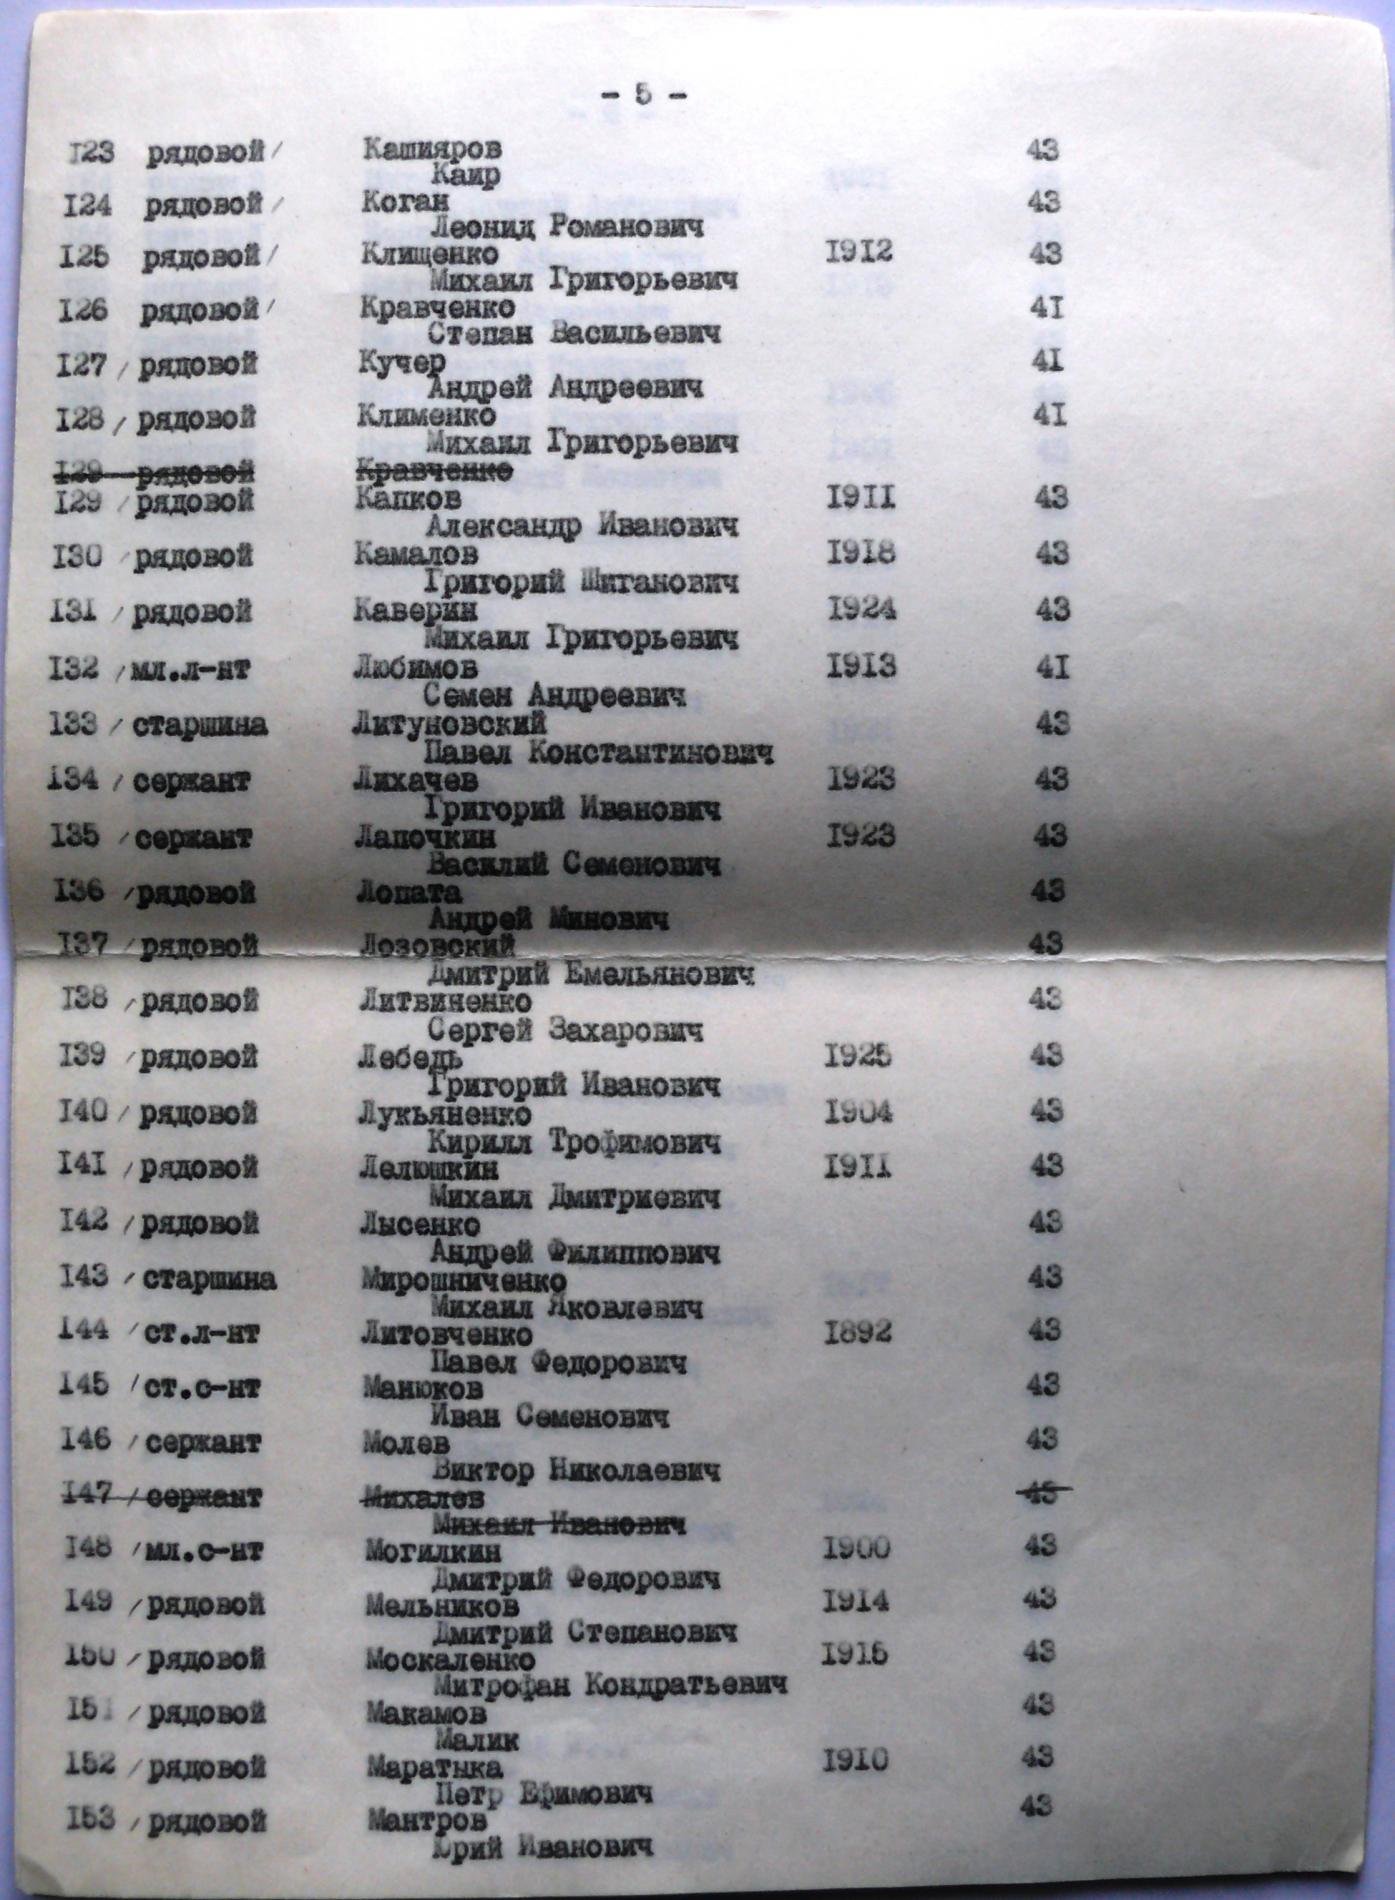 - 5 -
I23 рядовой/ Кашияров 43
Каир
I24 рядовой/ Коган 43
Леонид Романович
I25 рядовой/ Клищенко I9I2 43
Михаил Григорьевич
I26 рядовой/ Кравченко 4I
Степан Васильевич
I27 / рядовой Кучер 4I
Андрей Андреевич
I28 / рядовой Клименко 4I
Михаил Григорьевич
I29 рядовой Кравченко
I29 / рядовой Капков I9II 43
Александр Иванович
I30 / рядовой Камалов I9I8 43
Григорий Шиганович
I3I / рядовой Каверин I924 43
Михаил Григорьевич
I32 / мл.л-нт Любимов I9I3 4I
Семен Андреевич
I33 / старшина Литуновский 43
Павел Константинович
I34 / сержант Лихачев I923 43
Григорий Иванович
I35 / сержант Лапочкин I923 43
Василий Семенович
I36 / рядовой Лопата 43
Андрей Минович
I37 / рядовой Лозовский 43
Дмитрий Емельянович
I38 / рядовой Литвиненко 43
Сергей Захарович
I39 / рядовой Лебедь I925 43
Григорий Иванович
I40 / рядовой Лукьяненко I904 43
Кирилл Трофимович
I4I / рядовой Лелюшкин I9II 43
Михаил Дмитриевич
I42 / рядовой Лысенко 43
Андрей Филиппович
I43 / старшина Мирошниченко 43
Михаил Яковлевич
I44 / ст.л-нт Литовченко I892 43
Павел Федорович
I45 / ст.с-нт Манюков 43
Иван Семенович
I46 / сержант Молев 43
Виктор Николаевич
I47 / сержант Михалев 43
Михаил Иванович
I48 / мл.с-нт Могилкин I900 43
Дмитрий Федорович
I49 / рядовой Мельников I9I4 43
Дмитрий Степанович
I50 / рядовой Москаленко I9I5 43
Митрофан Кондратьевич
I5I / рядовой Макамов 43
Малик
I52 / рядовой Маратыка I9I0 43
Петр Ефимович
I53 / рядовой Мантров 43
Юрий Иванович